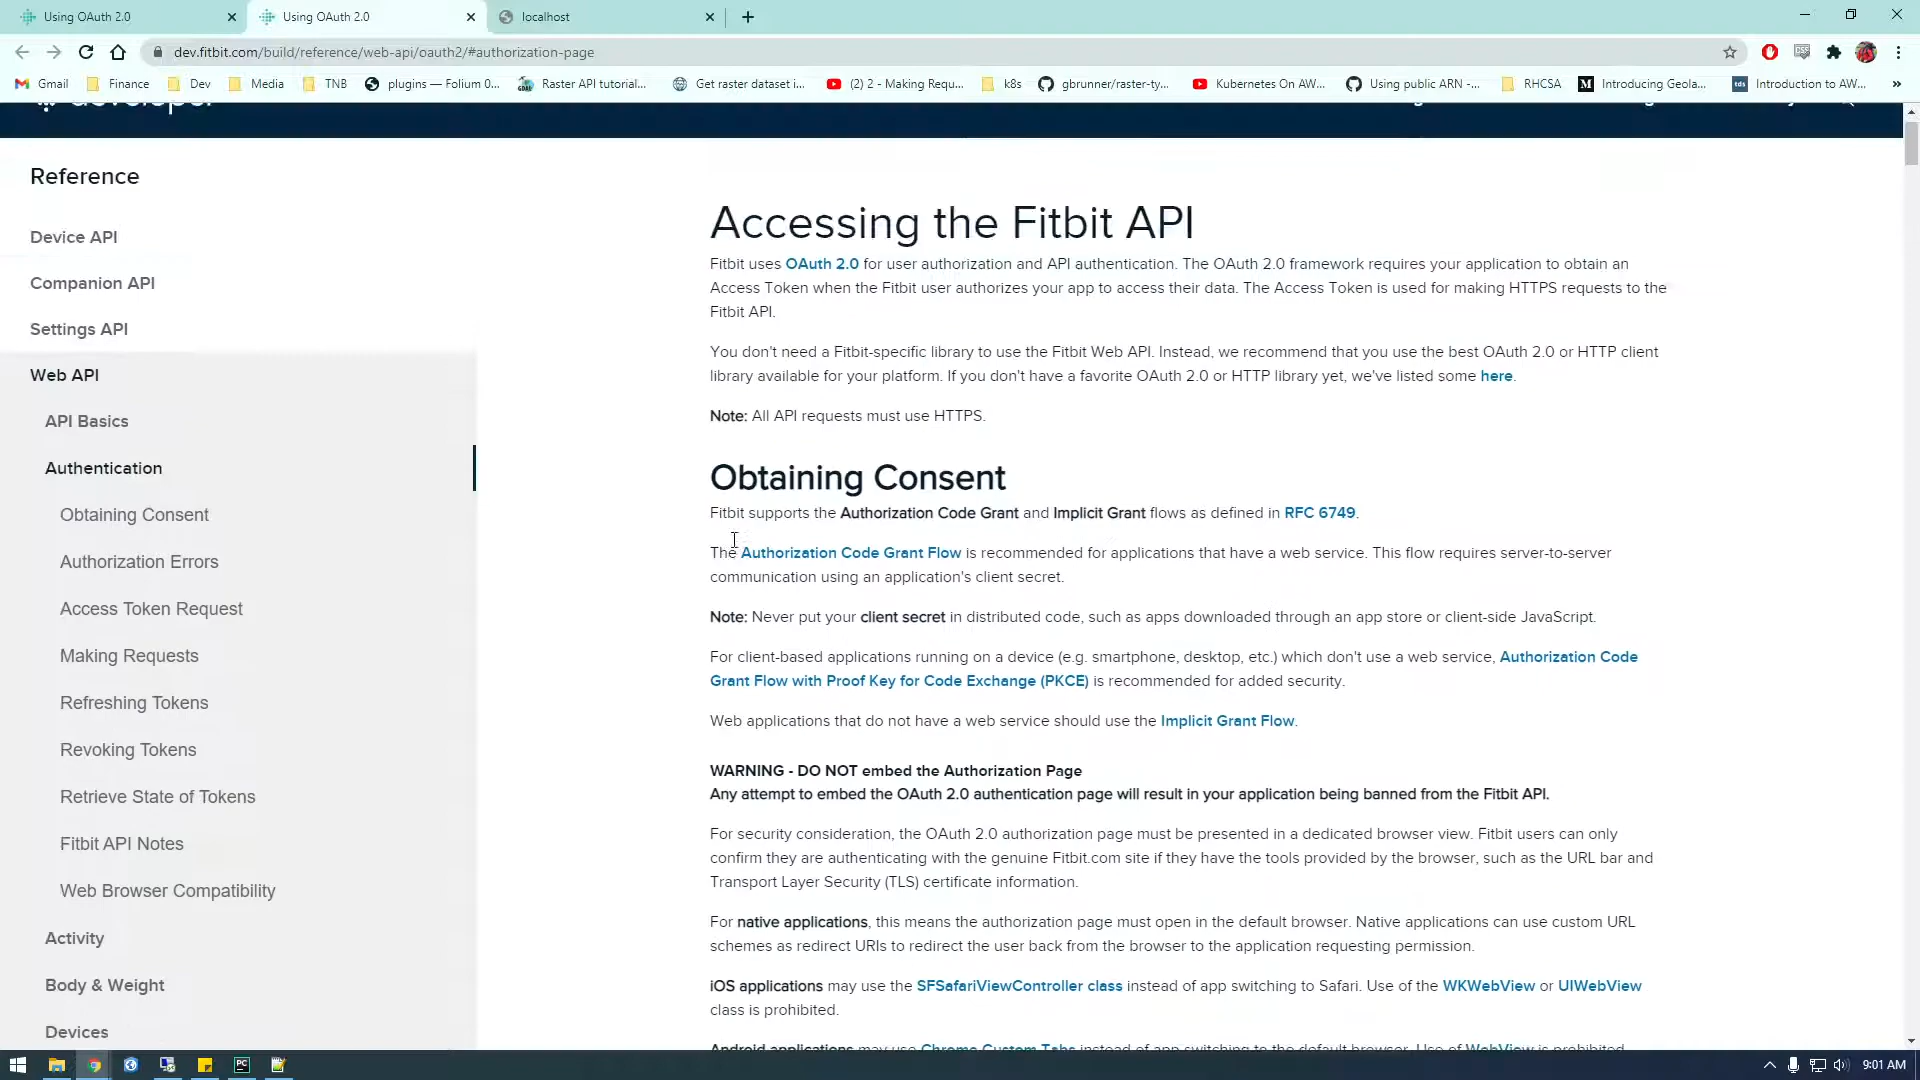 Using OAuth 2.0
Using OAuth 2.0
localhost
dev.fitbit.com/build/reference/web-api/oauth2/#authorization-page
Gmail
Finance
Dev
Media
TNB
plugins — Folium 0...
Raster API tutorial...
Get raster dataset i...
(2) 2 - Making Requ...
k8s
gbrunner/raster-ty...
Kubernetes On AW...
Using public ARN -...
RHCSA
Introducing Geola...
Introduction to AW...
developer
Reference
Device API
Companion API
Settings API
Web API
API Basics
Authentication
Obtaining Consent
Authorization Errors
Access Token Request
Making Requests
Refreshing Tokens
Revoking Tokens
Retrieve State of Tokens
Fitbit API Notes
Web Browser Compatibility
Activity
Body & Weight
Devices
Accessing the Fitbit API
Fitbit uses OAuth 2.0 for user authorization and API authentication. The OAuth 2.0 framework requires your application to obtain an
Access Token when the Fitbit user authorizes your app to access their data. The Access Token is used for making HTTPS requests to the
Fitbit API.
You don't need a Fitbit-specific library to use the Fitbit Web API. Instead, we recommend that you use the best OAuth 2.0 or HTTP client
library available for your platform. If you don't have a favorite OAuth 2.0 or HTTP library yet, we've listed some here.
Note: All API requests must use HTTPS.
Obtaining Consent
Fitbit supports the Authorization Code Grant and Implicit Grant flows as defined in RFC 6749.
The Authorization Code Grant Flow is recommended for applications that have a web service. This flow requires server-to-server
communication using an application's client secret.
Note: Never put your client secret in distributed code, such as apps downloaded through an app store or client-side JavaScript.
For client-based applications running on a device (e.g. smartphone, desktop, etc.) which don't use a web service, Authorization Code
Grant Flow with Proof Key for Code Exchange (PKCE) is recommended for added security.
Web applications that do not have a web service should use the Implicit Grant Flow.
WARNING - DO NOT embed the Authorization Page
Any attempt to embed the OAuth 2.0 authentication page will result in your application being banned from the Fitbit API.
For security consideration, the OAuth 2.0 authorization page must be presented in a dedicated browser view. Fitbit users can only
confirm they are authenticating with the genuine Fitbit.com site if they have the tools provided by the browser, such as the URL bar and
Transport Layer Security (TLS) certificate information.
For native applications, this means the authorization page must open in the default browser. Native applications can use custom URL
schemes as redirect URIs to redirect the user back from the browser to the application requesting permission.
iOS applications may use the SFSafariViewController class instead of app switching to Safari. Use of the WKWebView or UIWebView
class is prohibited.
Android applications may use Chrome Custom Tabs instead of app switching to the default browser. Use of WebView is prohibited
9:01 AM